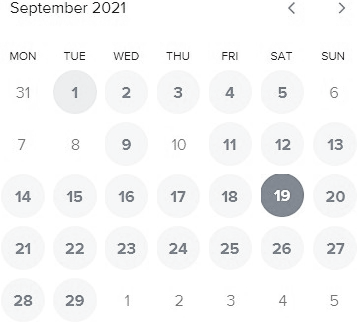 September 2021
MON TUE WED THU FRI SAT SUN
31 1 2 3 4 5 6
7 8 9 10 11 12 13
14 15 16 17 18 19 20
21 22 23 24 25 26 27
28 29 1 2 3 4 5